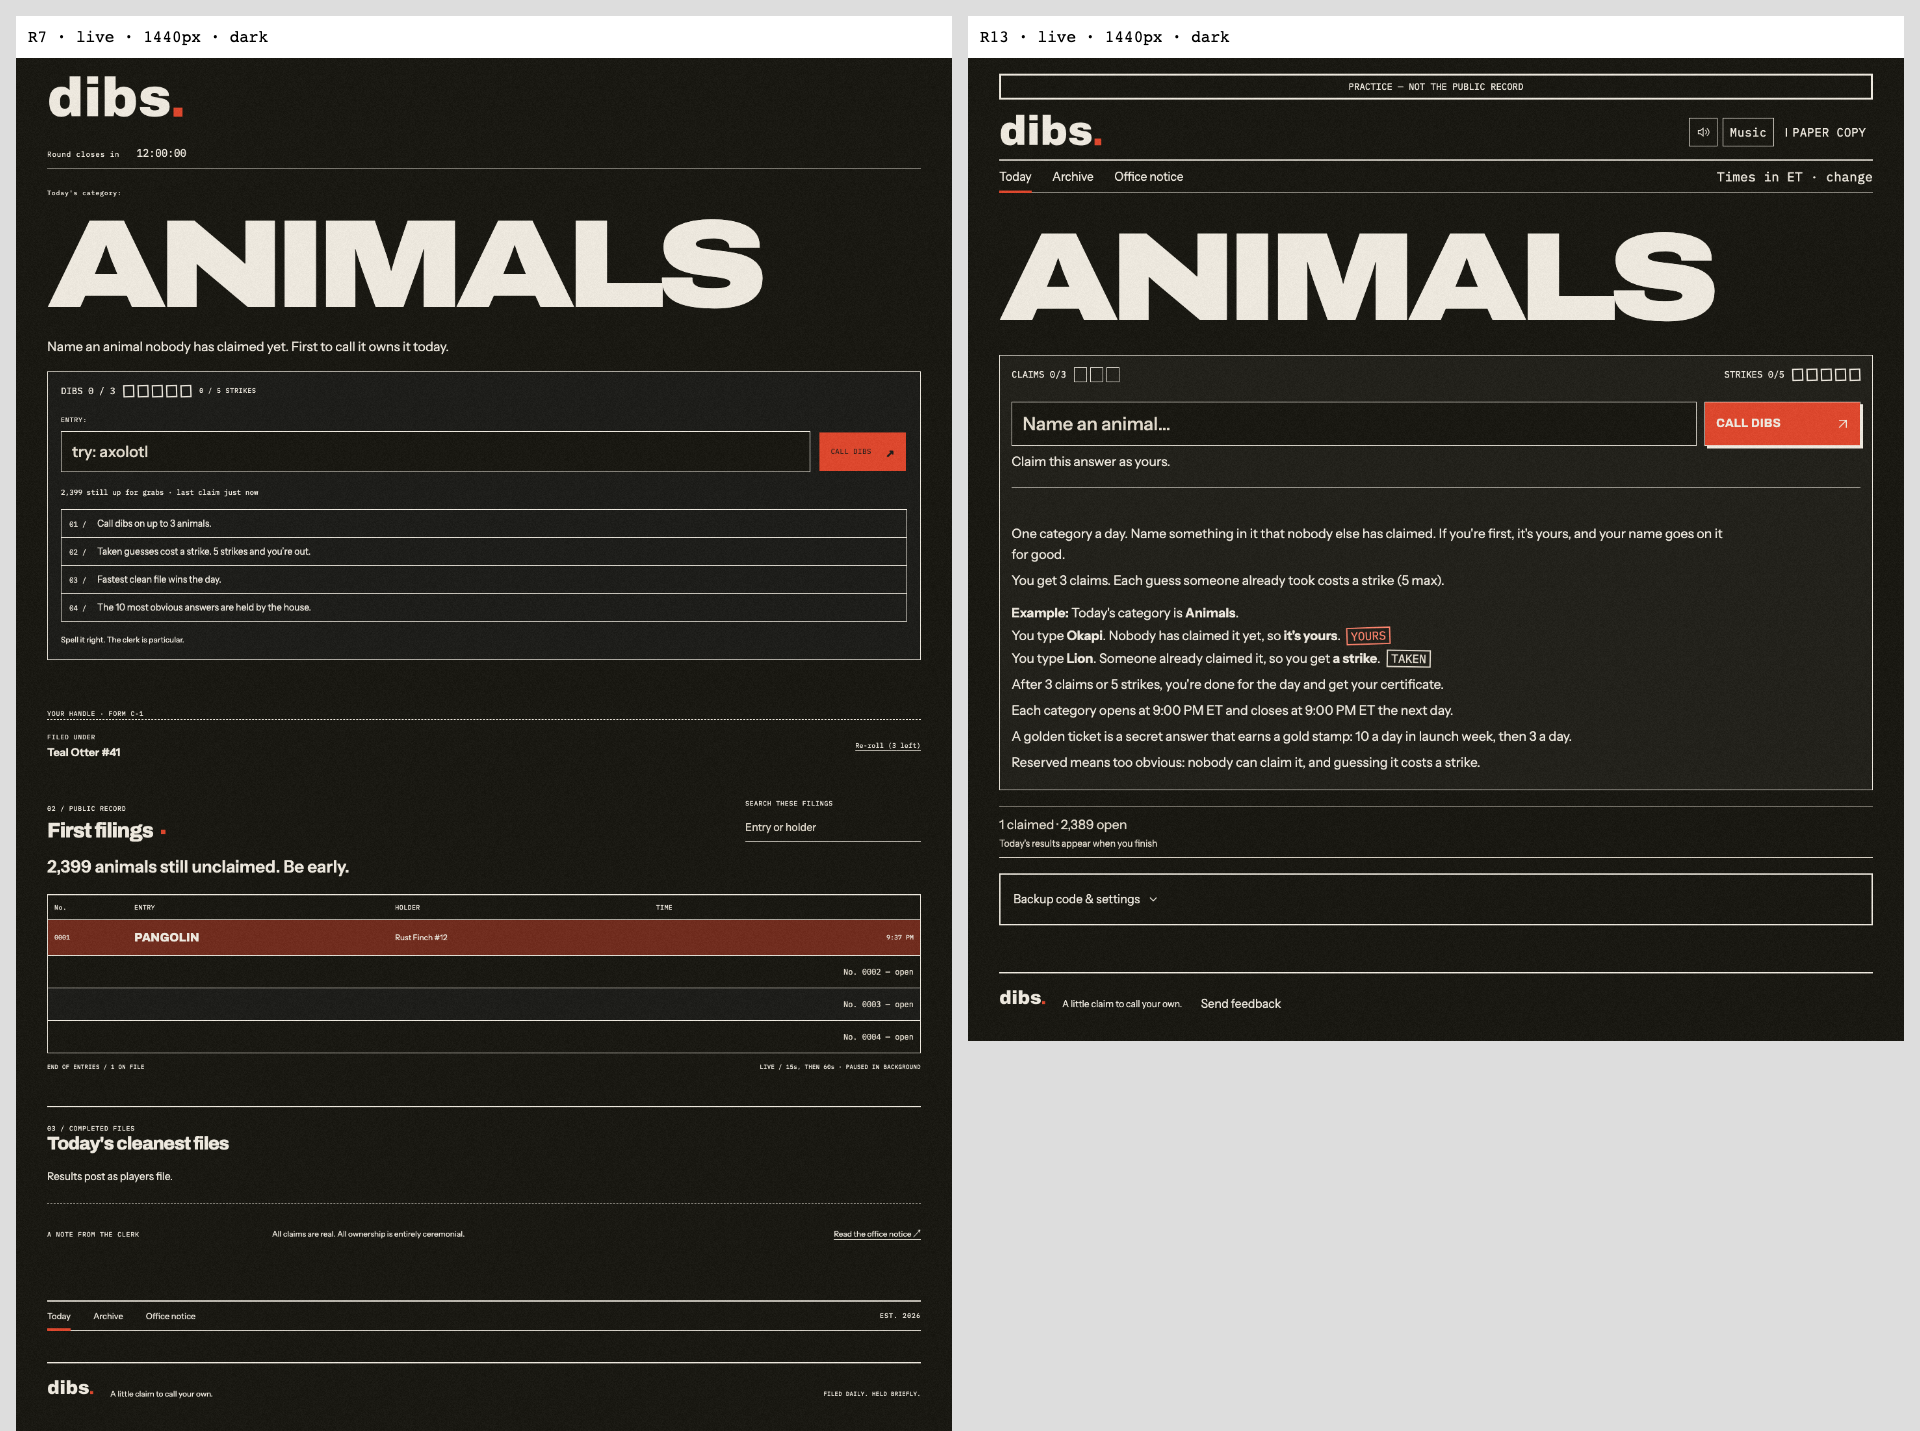 R7 · live · 1440px · dark
dibs.
Round closes in 12:00:00
Today's category:
ANIMALS
Name an animal nobody has claimed yet. First to call it owns it today.
DIBS 0 / 3 0 / 5 STRIKES
ENTRY:
try: axolotl
CALL DIBS ↗
2,399 still up for grabs · last claim just now
01 / Call dibs on up to 3 animals.
02 / Taken guesses cost a strike. 5 strikes and you're out.
03 / Fastest clean file wins the day.
04 / The 10 most obvious answers are held by the house.
Spell it right. The clerk is particular.
YOUR HANDLE · FORM C-1
FILED UNDER
Teal Otter #41
Re-roll (3 left)
02 / PUBLIC RECORD
First filings
SEARCH THESE FILINGS
Entry or holder
2,399 animals still unclaimed. Be early.
No. ENTRY HOLDER TIME
0001 PANGOLIN Rust Finch #12 9:37 PM
No. 0002 — open
No. 0003 — open
No. 0004 — open
END OF ENTRIES / 1 ON FILE
LIVE / 15s, THEN 60s · PAUSED IN BACKGROUND
03 / COMPLETED FILES
Today's cleanest files
Results post as players file.
A NOTE FROM THE CLERK
All claims are real. All ownership is entirely ceremonial.
Read the office notice ↗
Today Archive Office notice EST. 2026
dibs. A little claim to call your own. FILED DAILY. HELD BRIEFLY.
R13 · live · 1440px · dark
PRACTICE — NOT THE PUBLIC RECORD
dibs.
Music | PAPER COPY
Today Archive Office notice Times in ET · change
ANIMALS
CLAIMS 0/3 STRIKES 0/5
Name an animal...
CALL DIBS ↗
Claim this answer as yours.
One category a day. Name something in it that nobody else has claimed. If you're first, it's yours, and your name goes on it
for good.
You get 3 claims. Each guess someone already took costs a strike (5 max).
Example: Today's category is Animals.
You type Okapi. Nobody has claimed it yet, so it's yours. YOURS
You type Lion. Someone already claimed it, so you get a strike. TAKEN
After 3 claims or 5 strikes, you're done for the day and get your certificate.
Each category opens at 9:00 PM ET and closes at 9:00 PM ET the next day.
A golden ticket is a secret answer that earns a gold stamp: 10 a day in launch week, then 3 a day.
Reserved means too obvious: nobody can claim it, and guessing it costs a strike.
1 claimed · 2,389 open
Today's results appear when you finish
Backup code & settings
dibs. A little claim to call your own. Send feedback